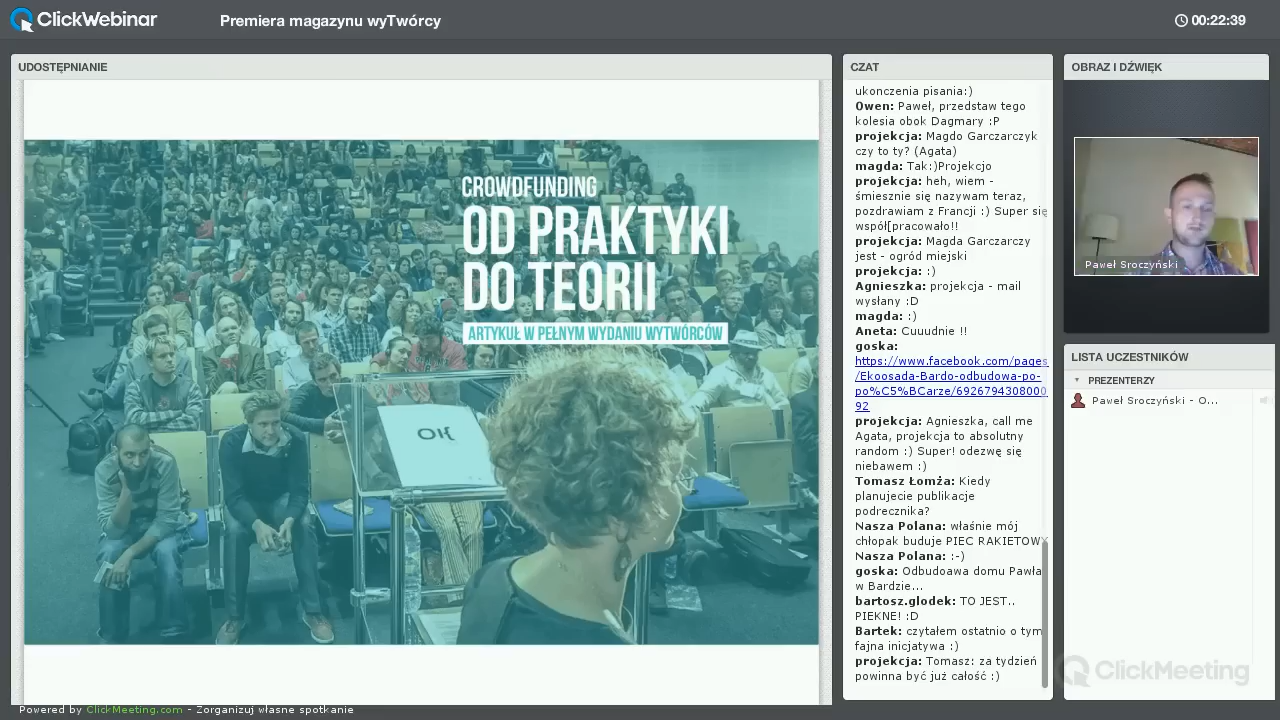 ClickWebinar
Premiera magazynu wyTwórcy
00:22:39
UDOSTĘPNIANIE
CROWDFUNDING
OD PRAKTYKI
DO TEORII
ARTYKUŁ W PEŁNYM WYDANIU WYTWÓRCÓW
OK
CZAT
ukonczenia pisania:)
Owen: Paweł, przedstaw tego
kolesia obok Dagmary :P
projekcja: Magdo Garczarczyk
czy to ty? (Agata)
magda: Tak:)Projekcjo
projekcja: heh, wiem -
śmiesznie się nazywam teraz,
pozdrawiam z Francji :) Super się
współ[pracowało!!
projekcja: Magda Garczarczy
jest - ogród miejski
projekcja: :)
Agnieszka: projekcja - mail
wysłany :D
magda: :)
Aneta: Cuuudnie !!
goska:
https://www.facebook.com/pages
/Ekoosada-Bardo-odbudowa-po-
po%C5%BCarze/6926794308000
92
projekcja: Agnieszka, call me
Agata, projekcja to absolutny
random :) Super! odezwę się
niebawem :)
Tomasz Łomża: Kiedy
planujecie publikacje
podrecznika?
Nasza Polana: właśnie mój
chłopak buduje PIEC RAKIETOWY
Nasza Polana: :-)
goska: Odbudoawa domu Pawła
w Bardzie...
bartosz.glodek: TO JEST..
PIEKNE! :D
Bartek: czytałem ostatnio o tym
fajna inicjatywa :)
projekcja: Tomasz: za tydzień
powinna być już całość :)
OBRAZ I DŹWIĘK
Paweł Sroczyński
LISTA UCZESTNIKÓW
PREZENTERZY
Paweł Sroczyński - O...
ClickMeeting
Powered by ClickMeeting.com - Zorganizuj własne spotkanie